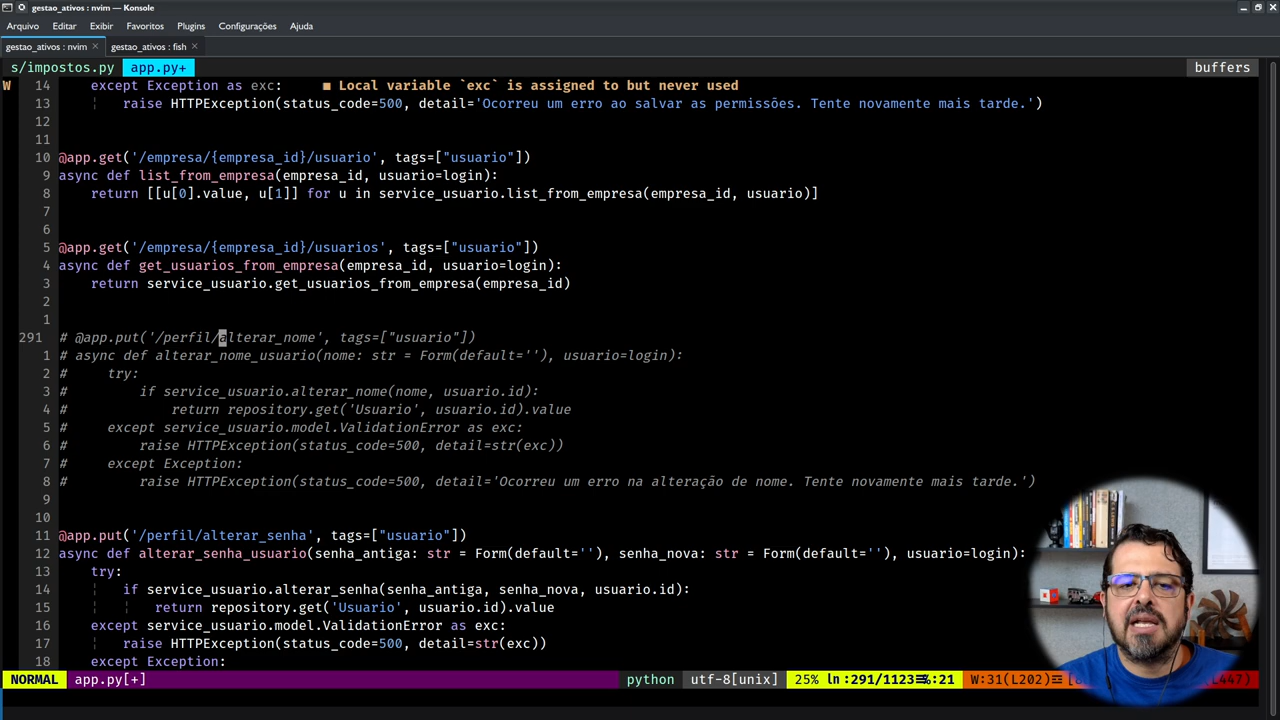 gestao_ativos : nvim — Konsole
Arquivo Editar Exibir Favoritos Plugins Configurações Ajuda
gestao_ativos : nvim gestao_ativos : fish
s/impostos.py app.py+ buffers
W 14 except Exception as exc: ■ Local variable `exc` is assigned to but never used
13 raise HTTPException(status_code=500, detail='Ocorreu um erro ao salvar as permissões. Tente novamente mais tarde.')
12
11
10 @app.get('/empresa/{empresa_id}/usuario', tags=["usuario"])
9 async def list_from_empresa(empresa_id, usuario=login):
8 return [[u[0].value, u[1]] for u in service_usuario.list_from_empresa(empresa_id, usuario)]
7
6
5 @app.get('/empresa/{empresa_id}/usuarios', tags=["usuario"])
4 async def get_usuarios_from_empresa(empresa_id, usuario=login):
3 return service_usuario.get_usuarios_from_empresa(empresa_id)
2
1
291 # @app.put('/perfil/alterar_nome', tags=["usuario"])
1 # async def alterar_nome_usuario(nome: str = Form(default=''), usuario=login):
2 # try:
3 # if service_usuario.alterar_nome(nome, usuario.id):
4 # return repository.get('Usuario', usuario.id).value
5 # except service_usuario.model.ValidationError as exc:
6 # raise HTTPException(status_code=500, detail=str(exc))
7 # except Exception:
8 # raise HTTPException(status_code=500, detail='Ocorreu um erro na alteração de nome. Tente novamente mais tarde.')
9
10
11 @app.put('/perfil/alterar_senha', tags=["usuario"])
12 async def alterar_senha_usuario(senha_antiga: str = Form(default=''), senha_nova: str = Form(default=''), usuario=login):
13 try:
14 if service_usuario.alterar_senha(senha_antiga, senha_nova, usuario.id):
15 return repository.get('Usuario', usuario.id).value
16 except service_usuario.model.ValidationError as exc:
17 raise HTTPException(status_code=500, detail=str(exc))
18 except Exception:
NORMAL app.py[+] python utf-8[unix] 25% ln:291/1123≡%:21 W:31(L202) L447)